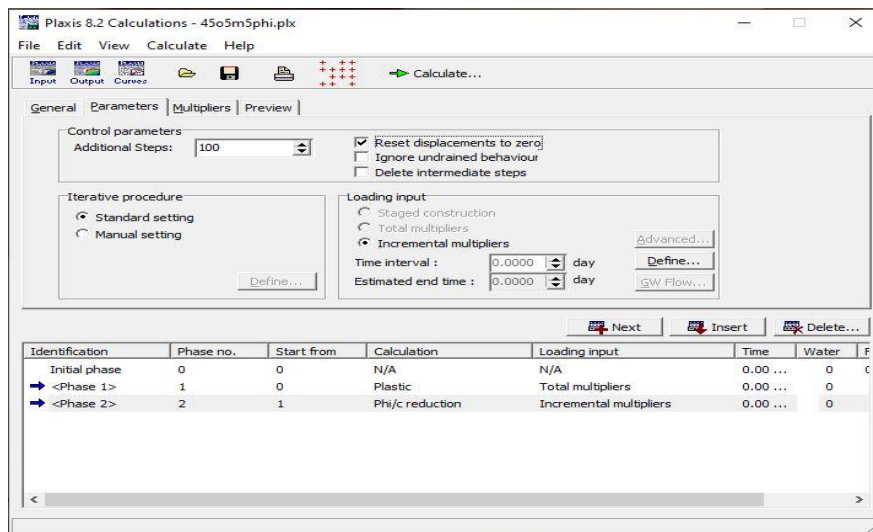 Plaxis 8.2 Calculations - 45o5m5phi.plx
File Edit View Calculate Help
Input Output Curves Calculate...
General Parameters Multipliers Preview
Control parameters
Additional Steps: 100
Reset displacements to zero
Ignore undrained behaviour
Delete intermediate steps
Iterative procedure
Standard setting
Manual setting
Define...
Loading input
Staged construction
Total multipliers
Incremental multipliers
Advanced...
Time interval : 0.0000 day Define...
Estimated end time : 0.0000 day GW Flow...
Next Insert Delete...
Identification Phase no. Start from Calculation Loading input Time Water F
Initial phase 0 0 N/A N/A 0.00 ... 0
<Phase 1> 1 0 Plastic Total multipliers 0.00 ... 0
<Phase 2> 2 1 Phi/c reduction Incremental multipliers 0.00 ... 0